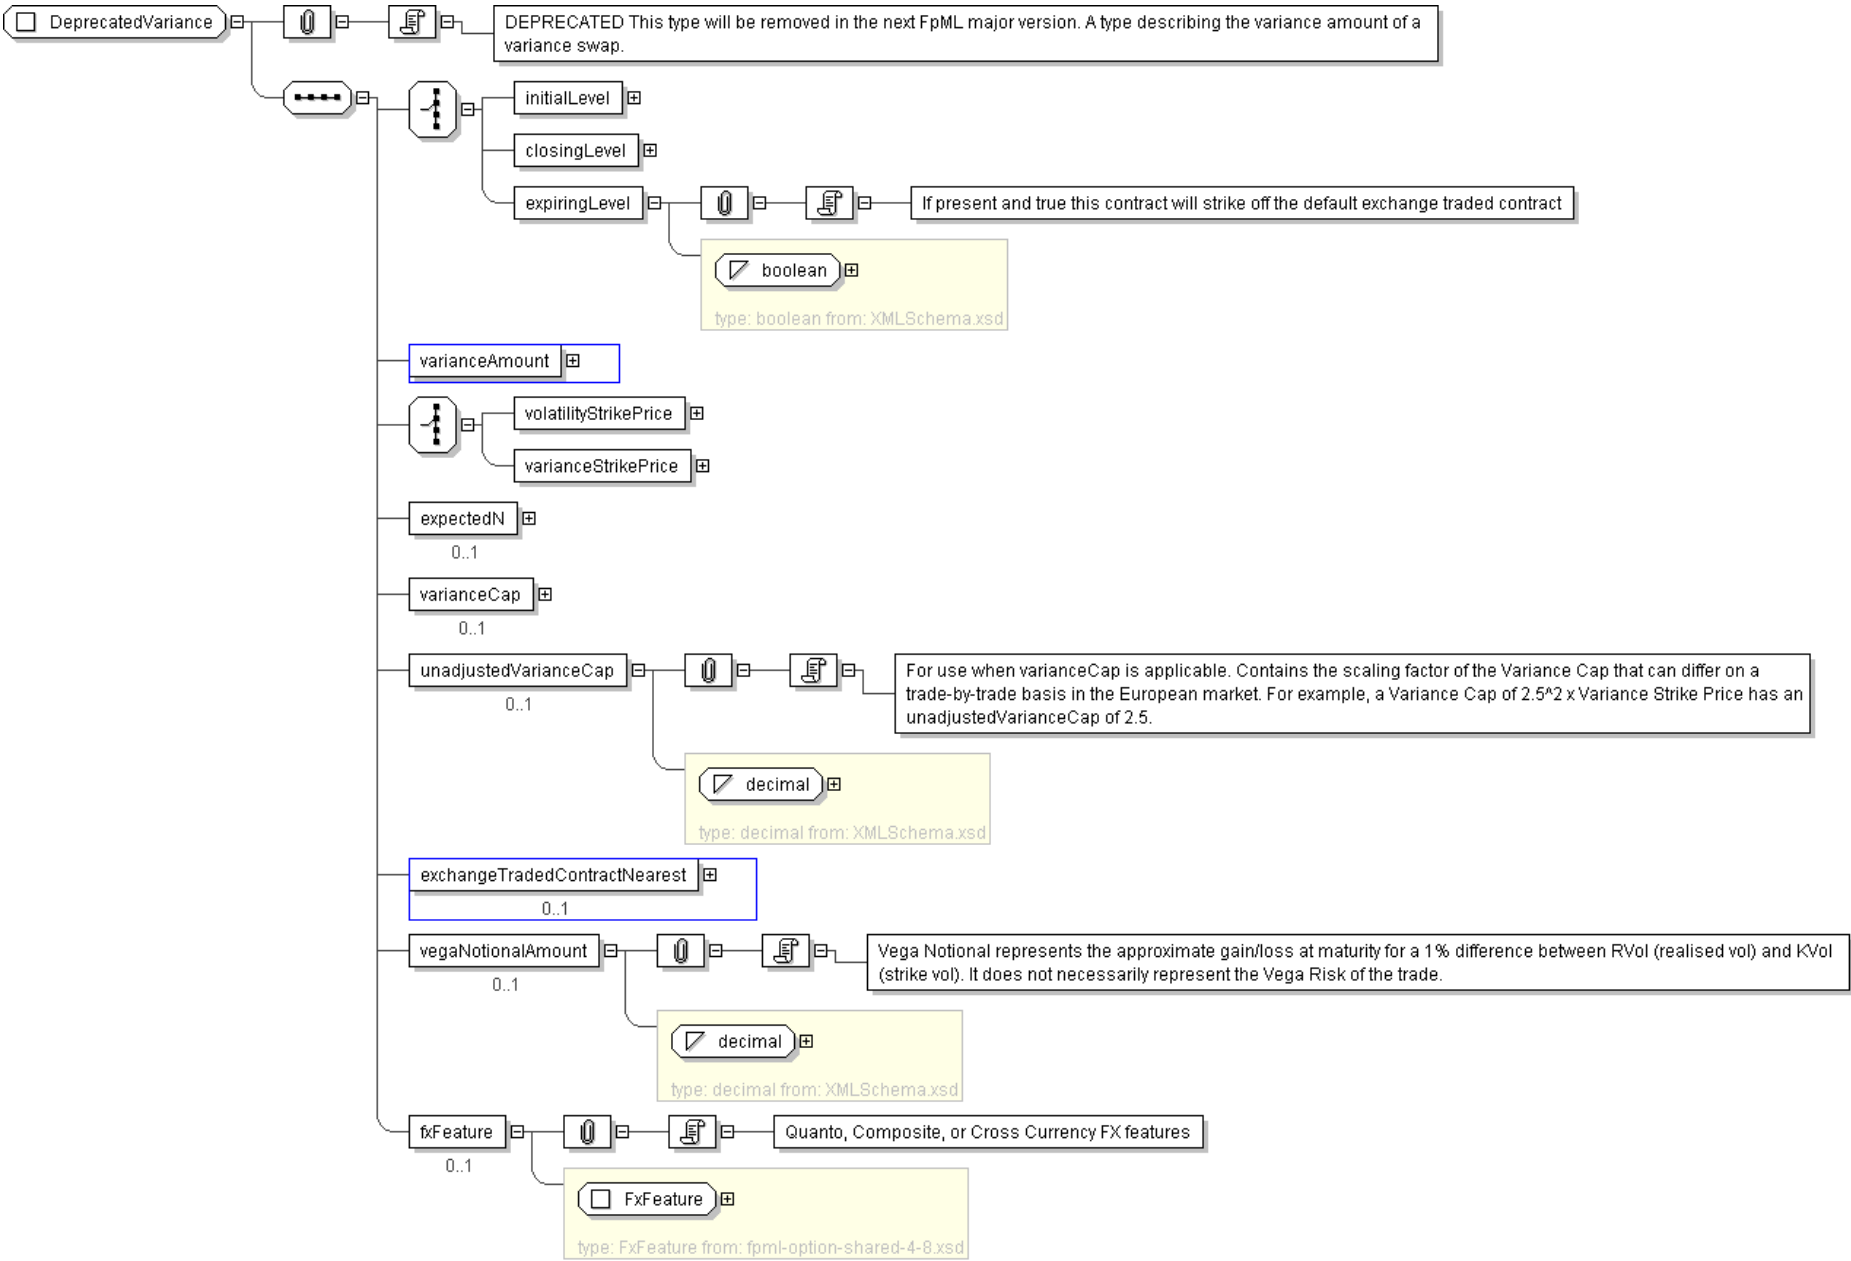 DeprecatedVariance
DEPRECATED This type will be removed in the next FpML major version. A type describing the variance amount of a
variance swap.
initialLevel
closingLevel
expiringLevel
If present and true this contract will strike off the default exchange traded contract
boolean
type: boolean from: XMLSchema.xsd
varianceAmount
volatilityStrikePrice
varianceStrikePrice
expectedN
0..1
varianceCap
0..1
unadjustedVarianceCap
0..1
For use when varianceCap is applicable. Contains the scaling factor of the Variance Cap that can differ on a
trade-by-trade basis in the European market. For example, a Variance Cap of 2.5^2 x Variance Strike Price has an
unadjustedVarianceCap of 2.5.
decimal
type: decimal from: XMLSchema.xsd
exchangeTradedContractNearest
0..1
vegaNotionalAmount
0..1
Vega Notional represents the approximate gain/loss at maturity for a 1% difference between RVol (realised vol) and KVol
(strike vol). It does not necessarily represent the Vega Risk of the trade.
decimal
type: decimal from: XMLSchema.xsd
fxFeature
0..1
Quanto, Composite, or Cross Currency FX features
FxFeature
type: FxFeature from: fpml-option-shared-4-8.xsd